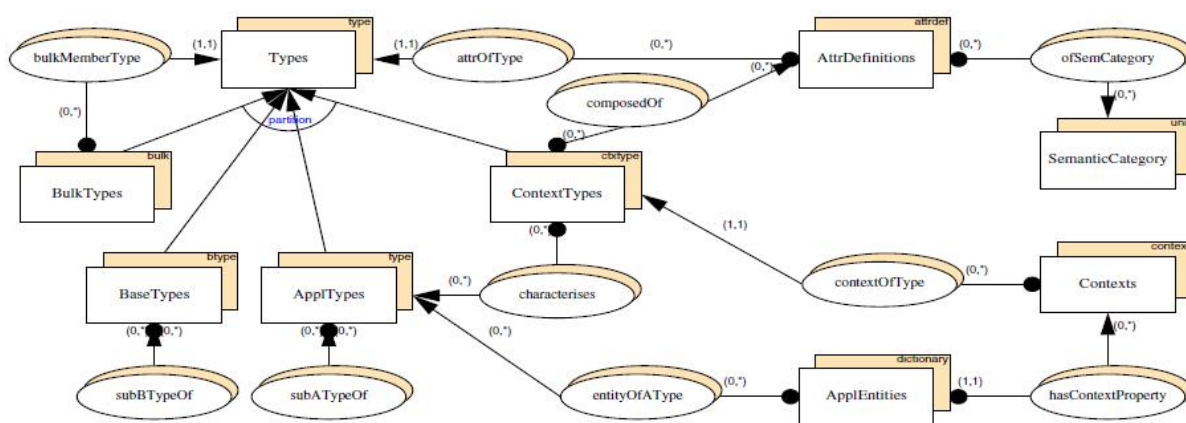 type
attrdef
bulkMemberType
(1,1)
Types
(1,1)
attrOfType
(0,*)
AttrDefinitions
(0,*)
ofSemCategory
(0,*)
composedOf
(0,*)
(0,*)
partition
(0,*)
uni
bulk
ctxtype
SemanticCategory
BulkTypes
ContextTypes
(1,1)
(0,*)
btype
type
contex
(0,*)
BaseTypes
ApplTypes
characterises
contextOfType
(0,*)
Contexts
(0,*) (0,*)
(0,*) (0,*)
(0,*)
(0,*)
dictionary
(0,*)
(1,1)
subBTypeOf
subATypeOf
entityOfAType
ApplEntities
hasContextProperty